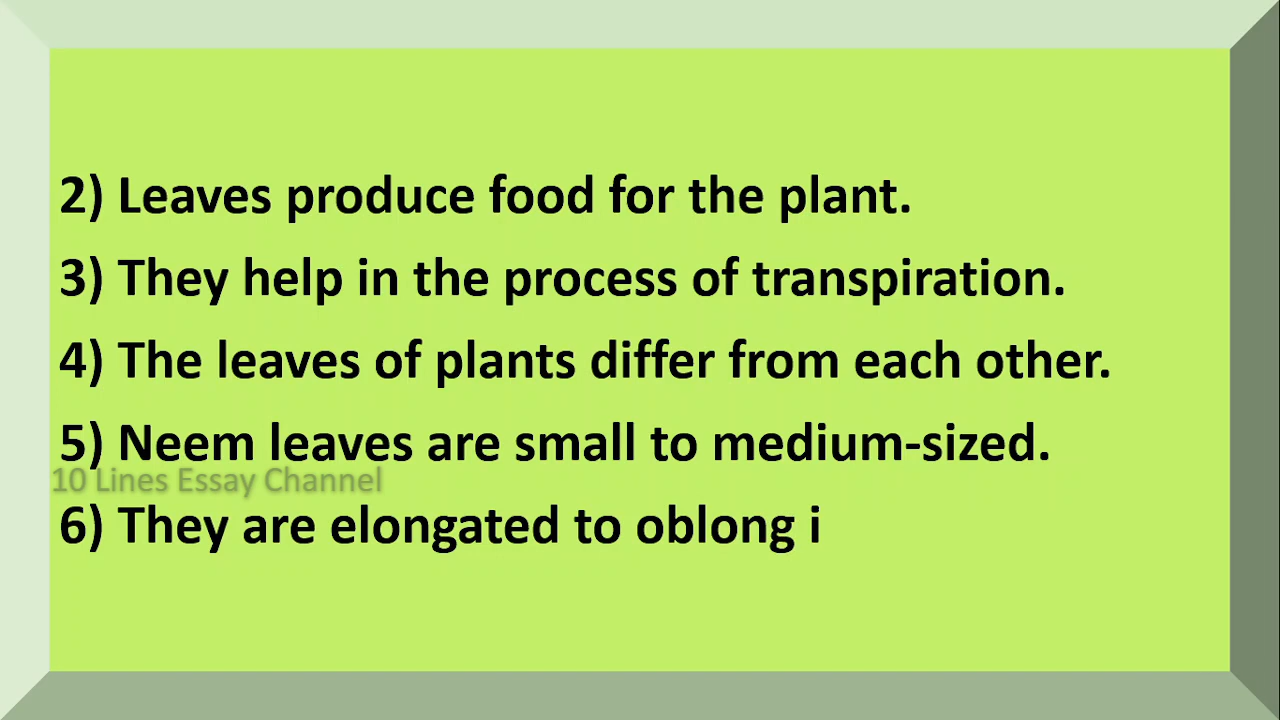 2) Leaves produce food for the plant.
3) They help in the process of transpiration.
4) The leaves of plants differ from each other.
5) Neem leaves are small to medium-sized.
10 Lines Essay Channel
6) They are elongated to oblong i